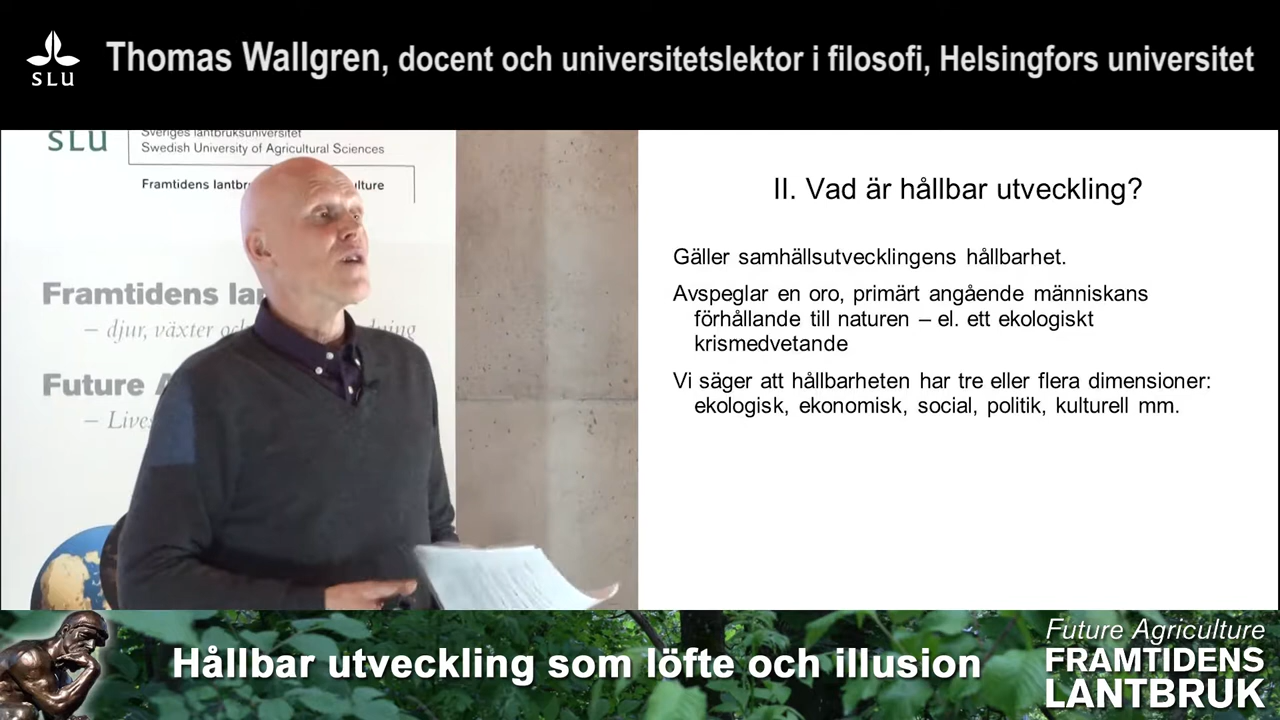 SLU
Thomas Wallgren, docent och universitetslektor i filosofi, Helsingfors universitet
SLU
Sveriges lantbruksuniversitet
Swedish University of Agricultural Sciences
Framtidens
Framtidens
– djur, växter
Future
II. Vad är hållbar utveckling?
Gäller samhällsutvecklingens hållbarhet.
Avspeglar en oro, primärt angående människans
förhållande till naturen – el. ett ekologiskt
krismedvetande
Vi säger att hållbarheten har tre eller flera dimensioner:
ekologisk, ekonomisk, social, politik, kulturell mm.
Hållbar utveckling som löfte och illusion
Future Agriculture
FRAMTIDENS
LANTBRUK